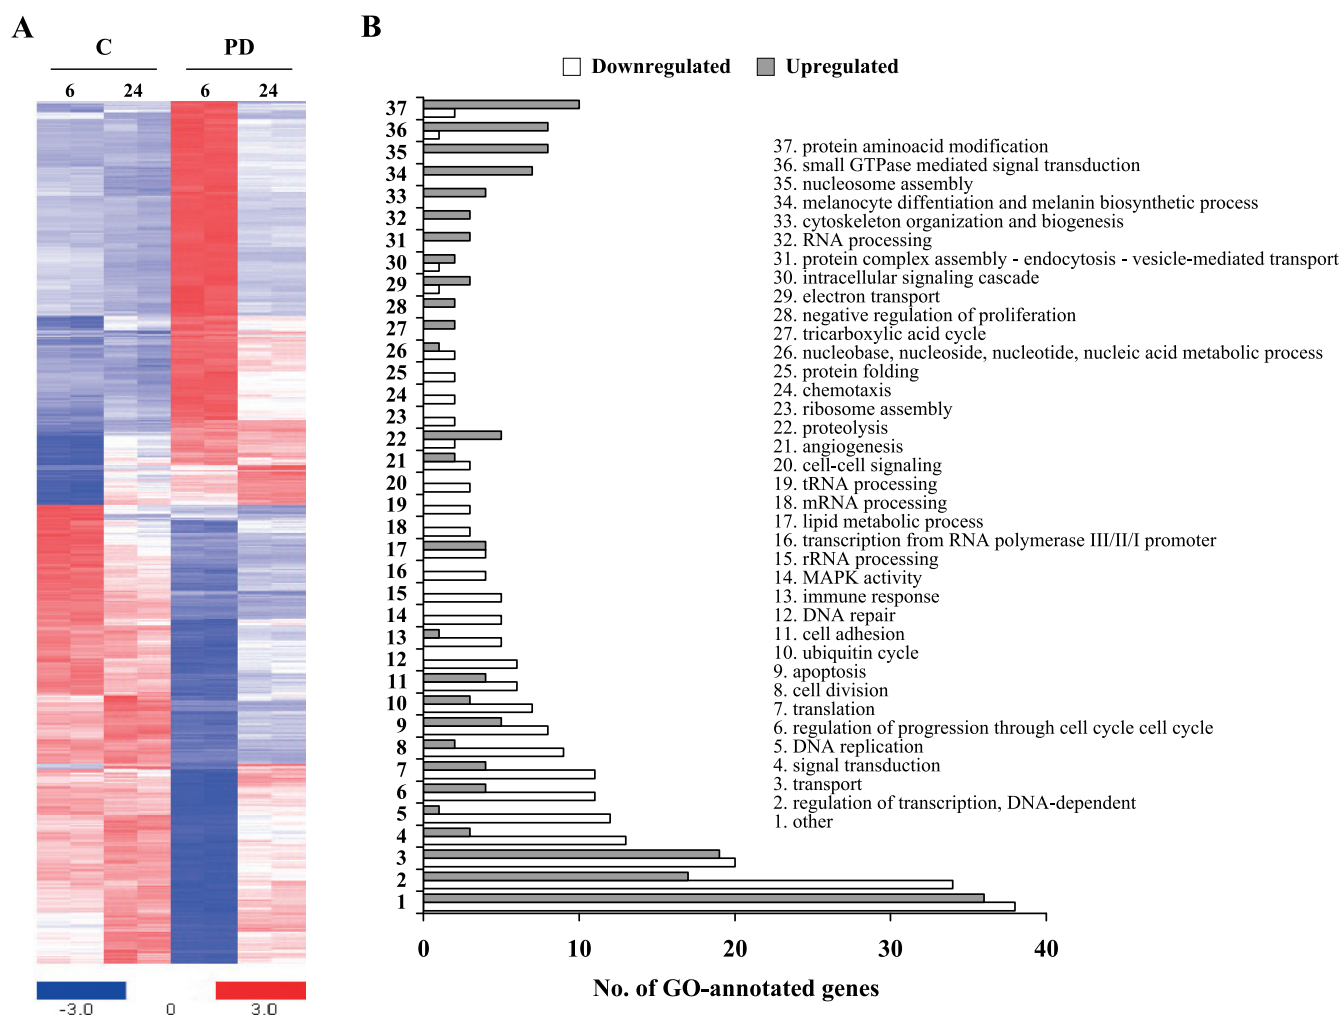 A
C
PD
6
24
6
24
-3.0
0
3.0
B
Downregulated
Upregulated
37
36
35
34
33
32
31
30
29
28
27
26
25
24
23
22
21
20
19
18
17
16
15
14
13
12
11
10
9
8
7
6
5
4
3
2
1
37. protein aminoacid modification
36. small GTPase mediated signal transduction
35. nucleosome assembly
34. melanocyte diffentiation and melanin biosynthetic process
33. cytoskeleton organization and biogenesis
32. RNA processing
31. protein complex assembly - endocytosis - vesicle-mediated transport
30. intracellular signaling cascade
29. electron transport
28. negative regulation of proliferation
27. tricarboxylic acid cycle
26. nucleobase, nucleoside, nucleotide, nucleic acid metabolic process
25. protein folding
24. chemotaxis
23. ribosome assembly
22. proteolysis
21. angiogenesis
20. cell-cell signaling
19. tRNA processing
18. mRNA processing
17. lipid metabolic process
16. transcription from RNA polymerase III/II/I promoter
15. rRNA processing
14. MAPK activity
13. immune response
12. DNA repair
11. cell adhesion
10. ubiquitin cycle
9. apoptosis
8. cell division
7. translation
6. regulation of progression through cell cycle cell cycle
5. DNA replication
4. signal transduction
3. transport
2. regulation of transcription, DNA-dependent
1. other
0
10
20
30
40
No. of GO-annotated genes